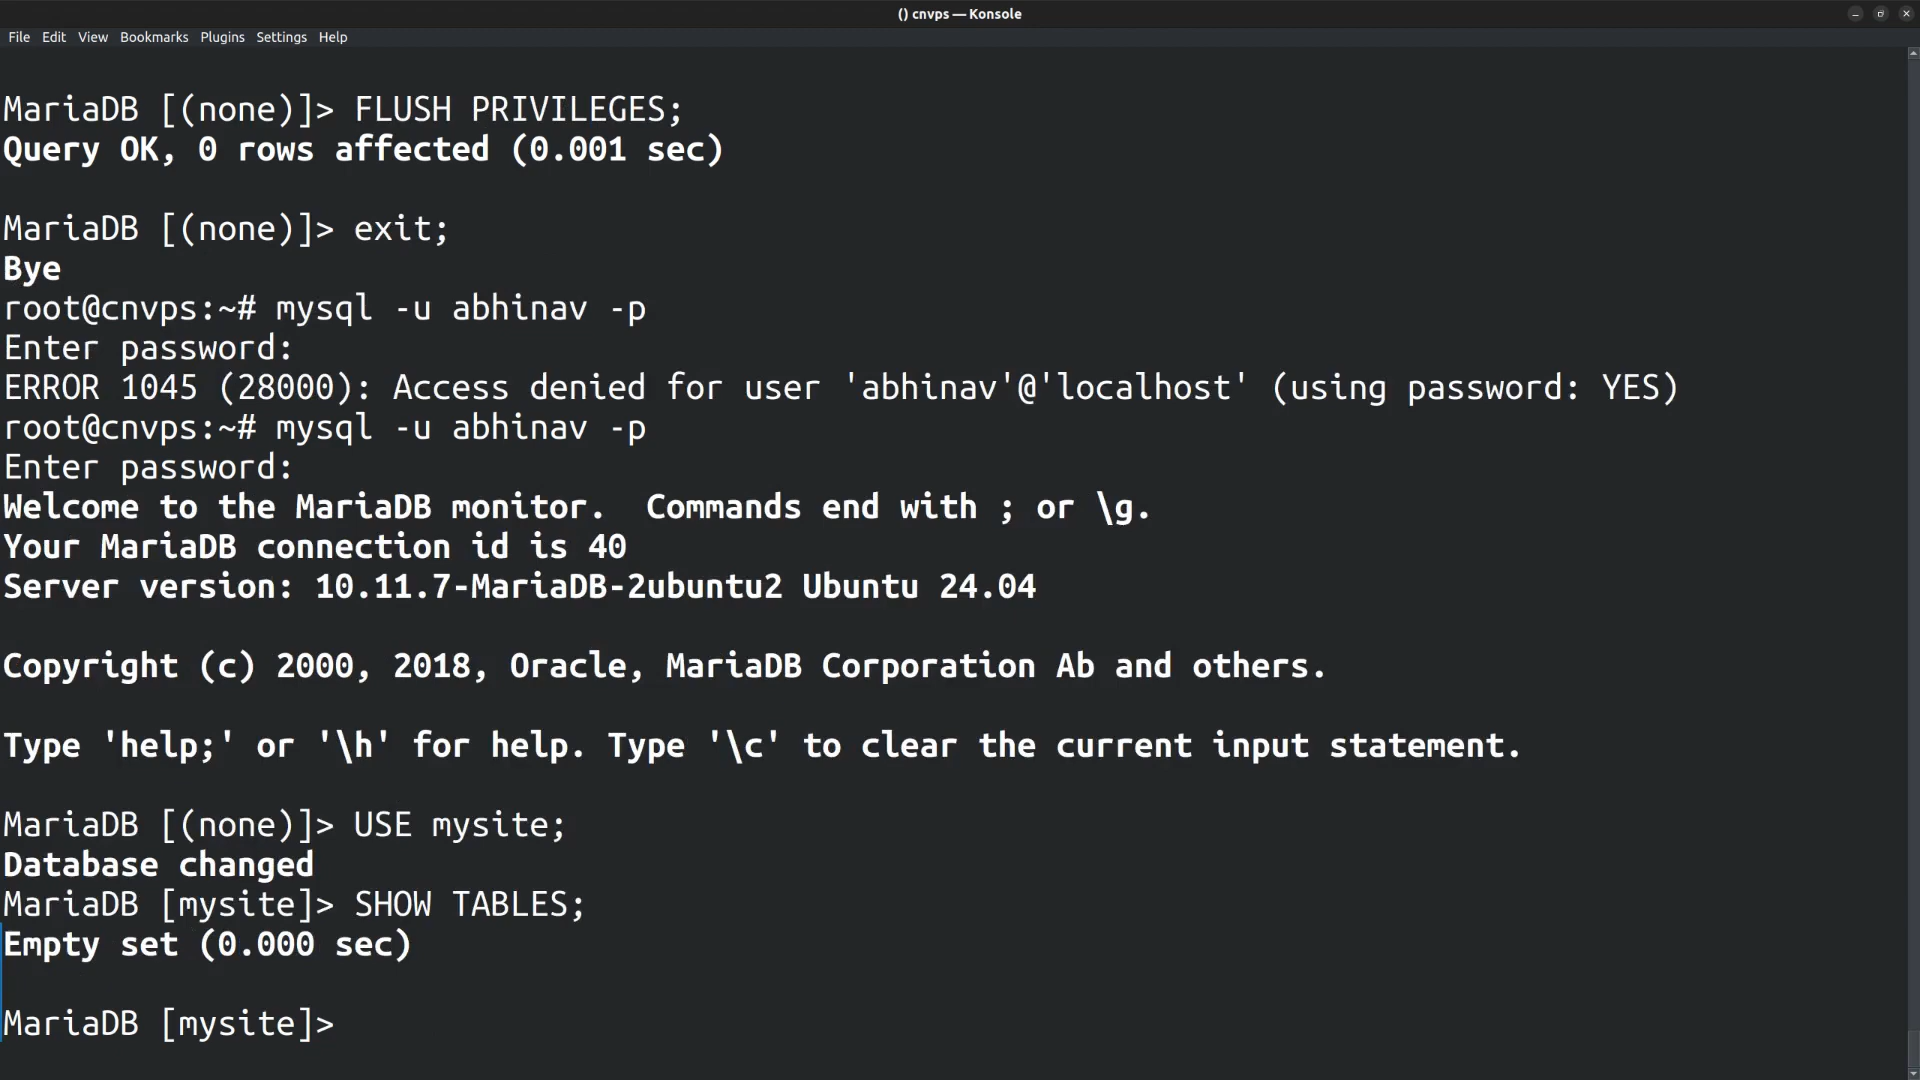 () cnvps — Konsole
File Edit View Bookmarks Plugins Settings Help
MariaDB [(none)]> FLUSH PRIVILEGES;
Query OK, 0 rows affected (0.001 sec)
MariaDB [(none)]> exit;
Bye
root@cnvps:~# mysql -u abhinav -p
Enter password:
ERROR 1045 (28000): Access denied for user 'abhinav'@'localhost' (using password: YES)
root@cnvps:~# mysql -u abhinav -p
Enter password:
Welcome to the MariaDB monitor.  Commands end with ; or \g.
Your MariaDB connection id is 40
Server version: 10.11.7-MariaDB-2ubuntu2 Ubuntu 24.04
Copyright (c) 2000, 2018, Oracle, MariaDB Corporation Ab and others.
Type 'help;' or '\h' for help. Type '\c' to clear the current input statement.
MariaDB [(none)]> USE mysite;
Database changed
MariaDB [mysite]> SHOW TABLES;
Empty set (0.000 sec)
MariaDB [mysite]>